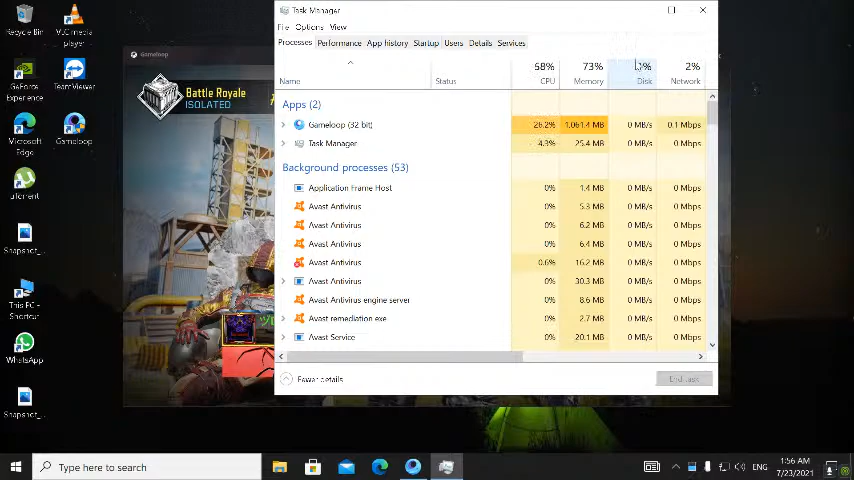 Recycle Bin
VLC media player
GeForce Experience
TeamViewer
Microsoft Edge
Gameloop
uTorrent
Snapshot_...
This PC - Shortcut
WhatsApp
Snapshot_...
Gameloop
Battle Royale
ISOLATED
Task Manager
File Options View
Processes Performance App history Startup Users Details Services
58% 73% 2%
Name Status CPU Memory Disk Network
Apps (2)
Gameloop (32 bit) 26.2% 1,061.4 MB 0 MB/s 0.1 Mbps
Task Manager 4.3% 25.4 MB 0 MB/s 0 Mbps
Background processes (53)
Application Frame Host 0% 1.4 MB 0 MB/s 0 Mbps
Avast Antivirus 0% 5.3 MB 0 MB/s 0 Mbps
Avast Antivirus 0% 6.2 MB 0 MB/s 0 Mbps
Avast Antivirus 0% 6.4 MB 0 MB/s 0 Mbps
Avast Antivirus 0.6% 16.2 MB 0 MB/s 0 Mbps
Avast Antivirus 0% 30.3 MB 0 MB/s 0 Mbps
Avast Antivirus engine server 0% 8.6 MB 0 MB/s 0 Mbps
Avast remediation exe 0% 2.7 MB 0 MB/s 0 Mbps
Avast Service 0% 20.1 MB 0 MB/s 0 Mbps
Fewer details
End task
Type here to search
ENG
1:56 AM
7/23/2021